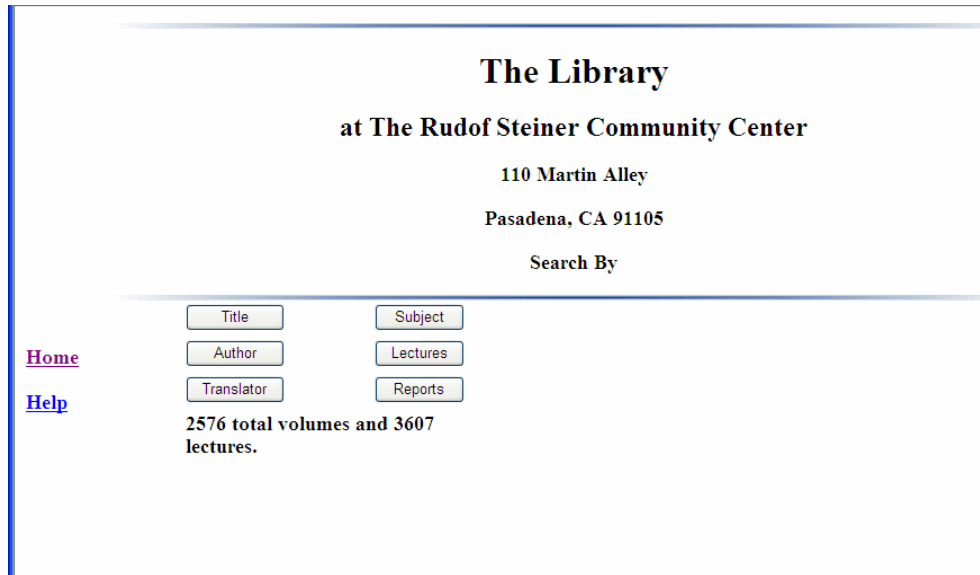 The Library
at The Rudof Steiner Community Center
110 Martin Alley
Pasadena, CA 91105
Search By
Title Subject
Home
Author Lectures
Help
Translator Reports
2576 total volumes and 3607
lectures.